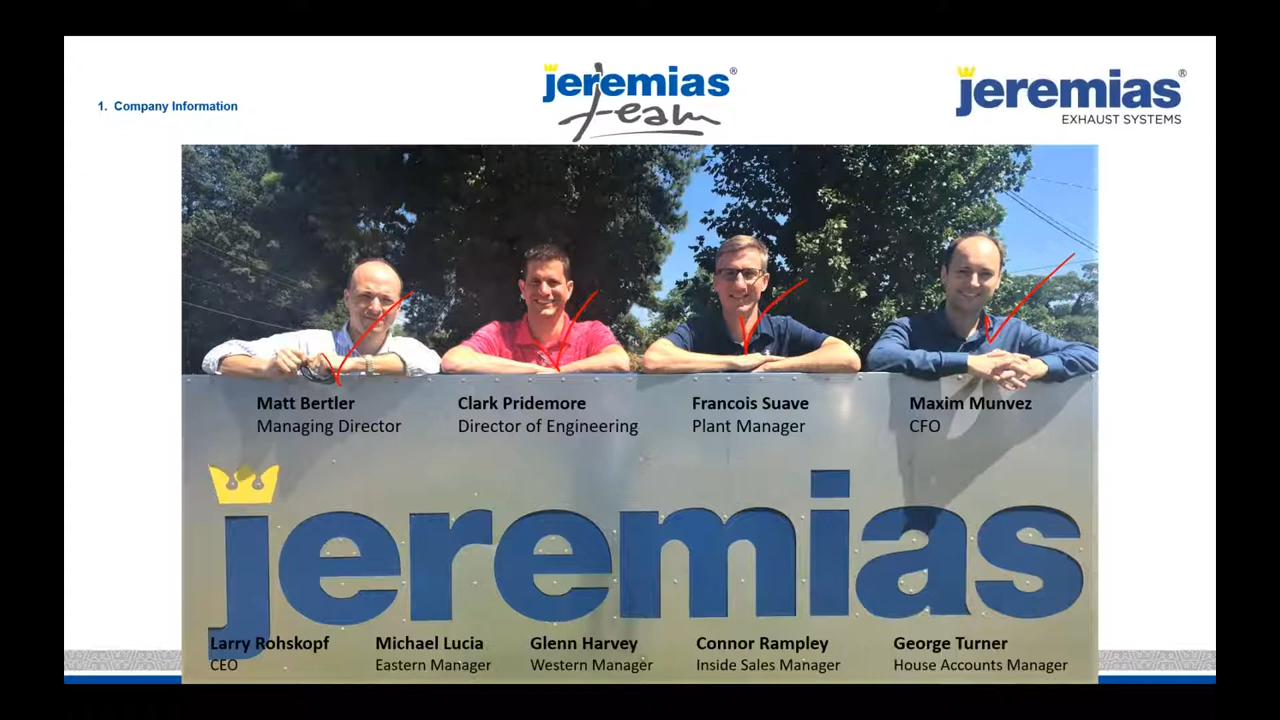 1. Company Information
jeremias®
team
jeremias®
EXHAUST SYSTEMS
Matt Bertler
Managing Director
Clark Pridemore
Director of Engineering
Francois Suave
Plant Manager
Maxim Munvez
CFO
jeremias
Larry Rohskopf
CEO
Michael Lucia
Eastern Manager
Glenn Harvey
Western Manager
Connor Rampley
Inside Sales Manager
George Turner
House Accounts Manager